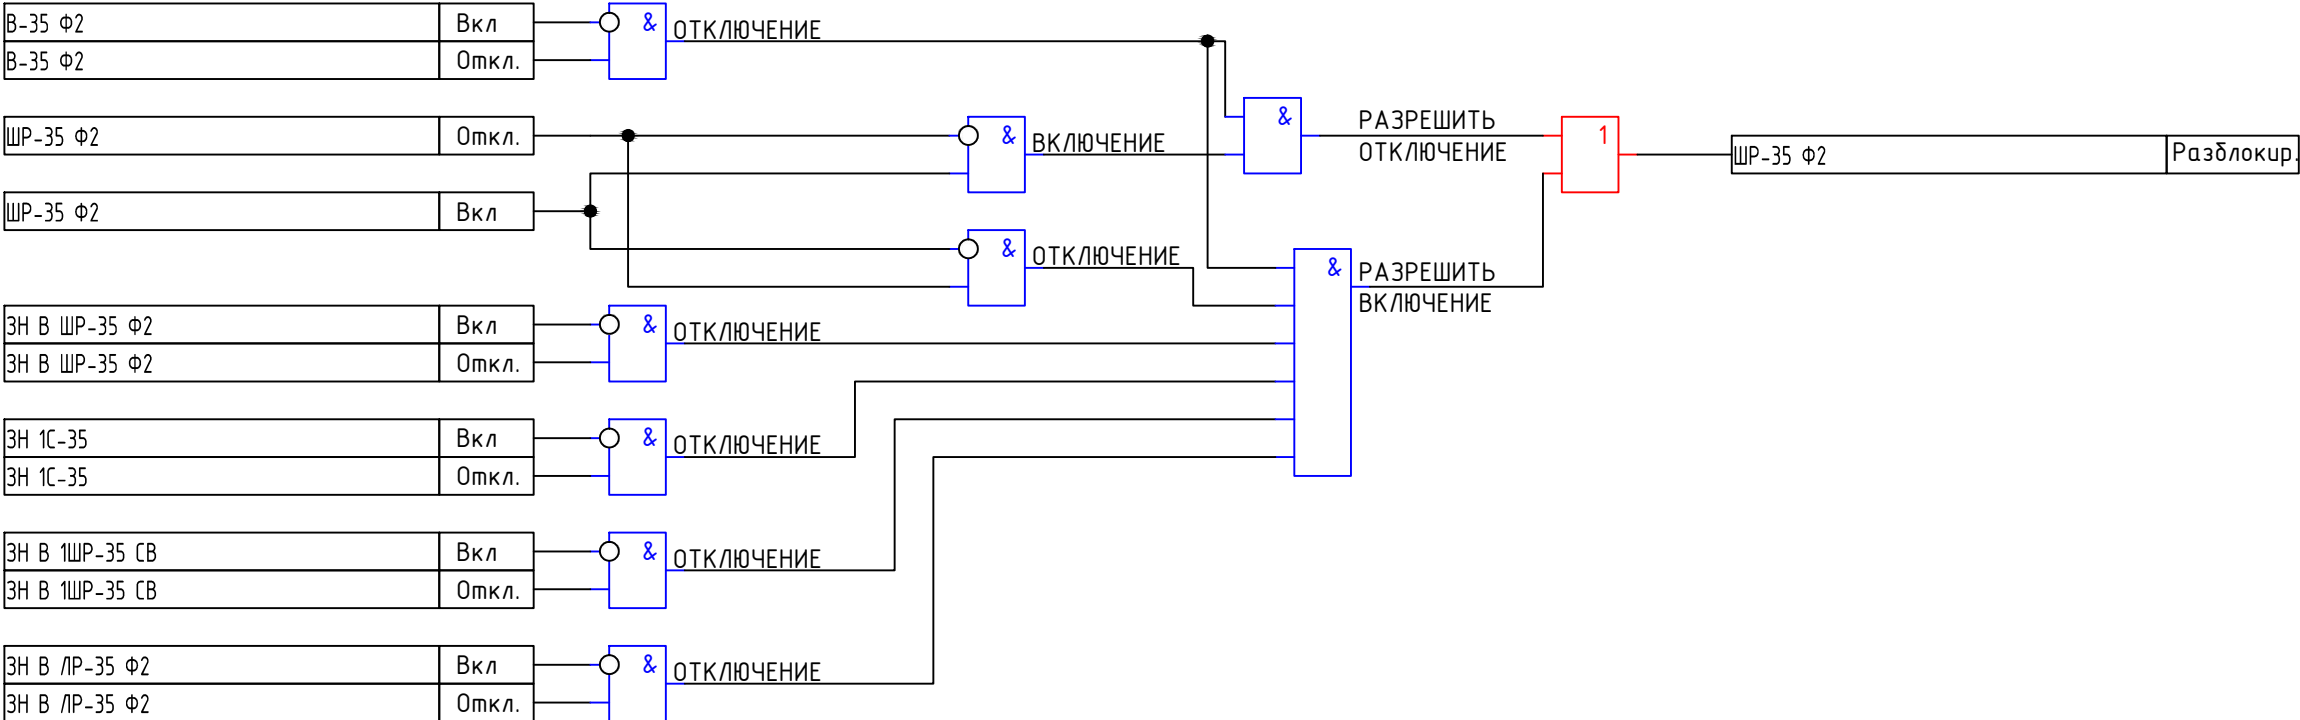 В-35 Ф2 Вкл
В-35 Ф2 Откл.
& ОТКЛЮЧЕНИЕ
ШР-35 Ф2 Откл.
ШР-35 Ф2 Вкл
& ВКЛЮЧЕНИЕ
& ОТКЛЮЧЕНИЕ
&
РАЗРЕШИТЬ
ОТКЛЮЧЕНИЕ
1
ШР-35 Ф2 Разблокир.
ЗН В ШР-35 Ф2 Вкл
ЗН В ШР-35 Ф2 Откл.
& ОТКЛЮЧЕНИЕ
&
РАЗРЕШИТЬ
ВКЛЮЧЕНИЕ
ЗН 1С-35 Вкл
ЗН 1С-35 Откл.
& ОТКЛЮЧЕНИЕ
ЗН В 1ШР-35 СВ Вкл
ЗН В 1ШР-35 СВ Откл.
& ОТКЛЮЧЕНИЕ
ЗН В ЛР-35 Ф2 Вкл
ЗН В ЛР-35 Ф2 Откл.
& ОТКЛЮЧЕНИЕ